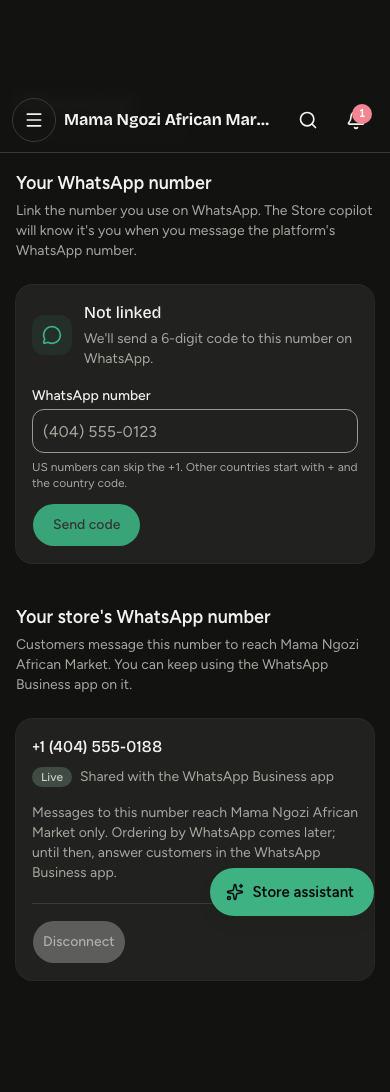 Mama Ngozi African Mar...
1
Your WhatsApp number
Link the number you use on WhatsApp. The Store copilot
will know it's you when you message the platform's
WhatsApp number.
Not linked
We'll send a 6-digit code to this number on
WhatsApp.
WhatsApp number
(404) 555-0123
US numbers can skip the +1. Other countries start with + and
the country code.
Send code
Your store's WhatsApp number
Customers message this number to reach Mama Ngozi
African Market. You can keep using the WhatsApp
Business app on it.
+1 (404) 555-0188
Live Shared with the WhatsApp Business app
Messages to this number reach Mama Ngozi African
Market only. Ordering by WhatsApp comes later;
until then, answer customers in the WhatsApp
Business app.
Store assistant
Disconnect